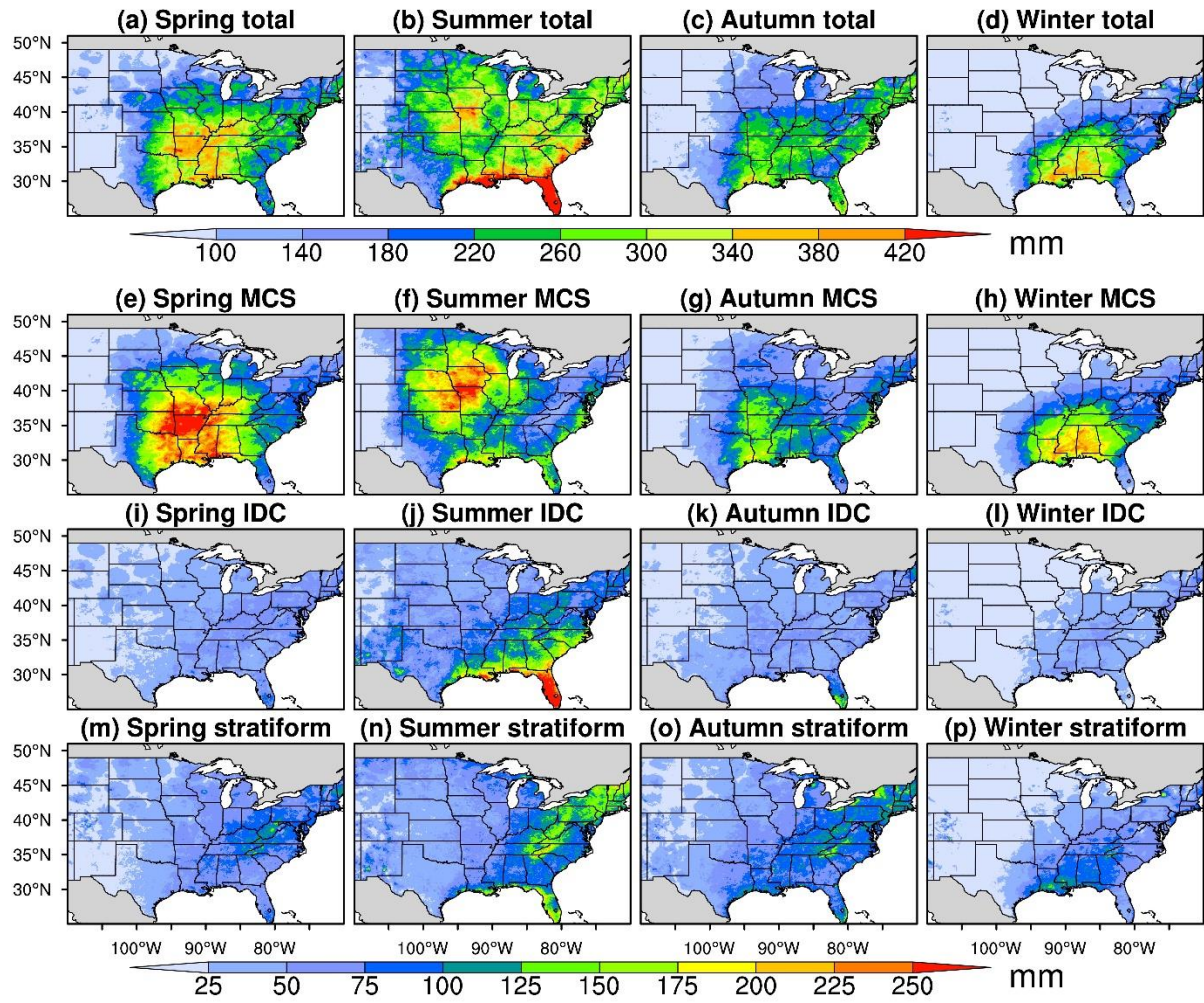 (a) Spring total (b) Summer total (c) Autumn total (d) Winter total
50°N
45°N
40°N
35°N
30°N
100 140 180 220 260 300 340 380 420 mm
(e) Spring MCS (f) Summer MCS (g) Autumn MCS (h) Winter MCS
50°N
45°N
40°N
35°N
30°N
(i) Spring IDC (j) Summer IDC (k) Autumn IDC (l) Winter IDC
50°N
45°N
40°N
35°N
30°N
(m) Spring stratiform (n) Summer stratiform (o) Autumn stratiform (p) Winter stratiform
50°N
45°N
40°N
35°N
30°N
100°W 90°W 80°W 100°W 90°W 80°W 100°W 90°W 80°W 100°W 90°W 80°W
25 50 75 100 125 150 175 200 225 250 mm